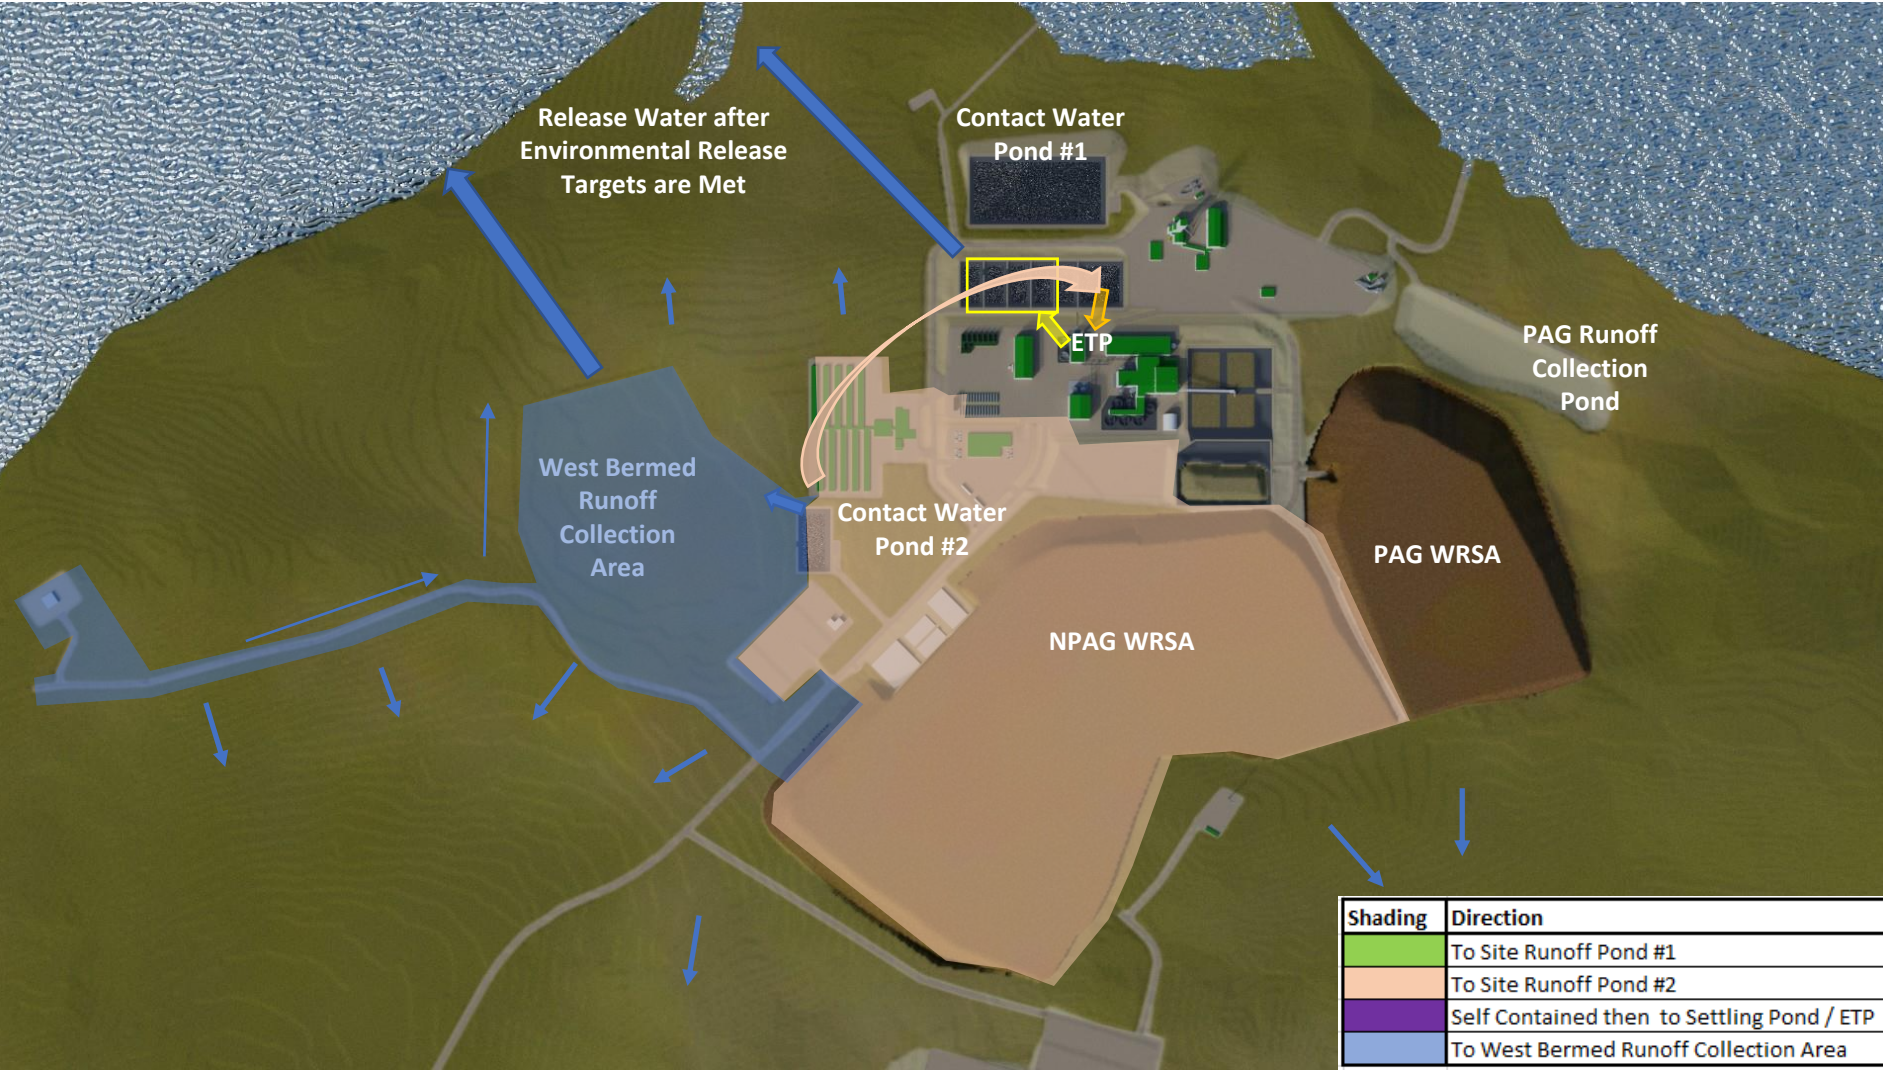 Release Water after
Environmental Release
Targets are Met
Contact Water
Pond #1
ETP
PAG Runoff
Collection
Pond
West Bermed
Runoff
Collection
Area
Contact Water
Pond #2
PAG WRSA
NPAG WRSA
Shading Direction
To Site Runoff Pond #1
To Site Runoff Pond #2
Self Contained then to Settling Pond / ETP
To West Bermed Runoff Collection Area